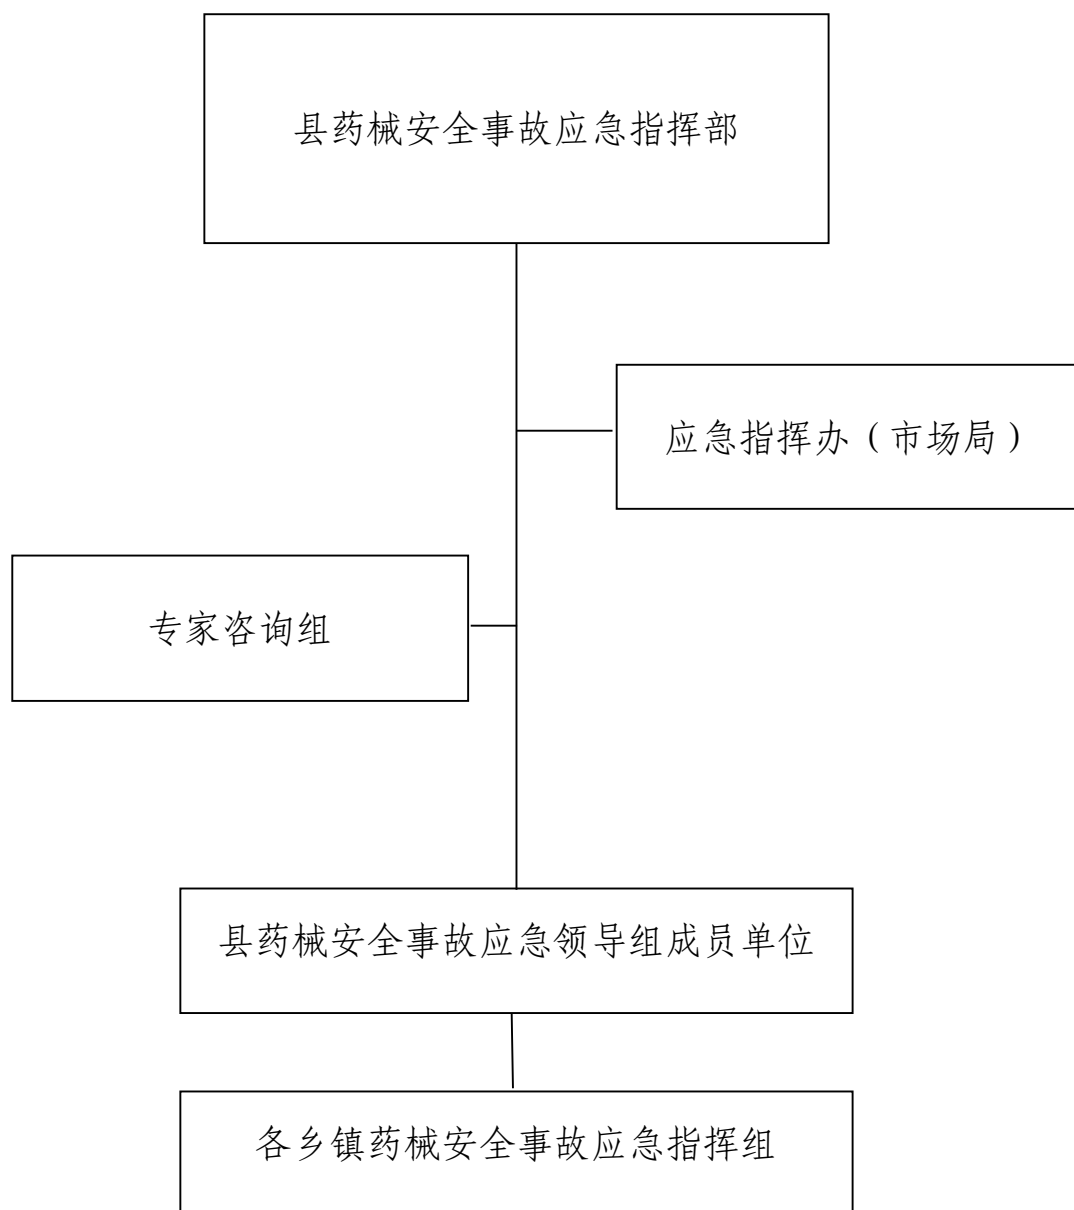 县药械安全事故应急指挥部
应急指挥办（市场局）
专家咨询组
县药械安全事故应急领导组成员单位
各乡镇药械安全事故应急指挥组